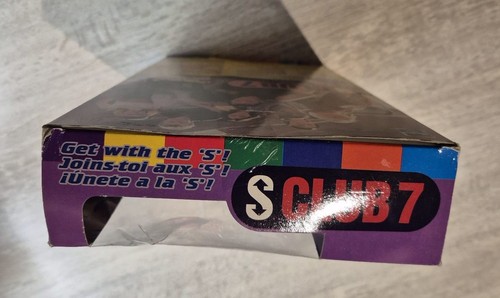 Get with the 'S'!
Joins-toi aux 'S'!
¡Únete a la 'S'!
S CLUB 7